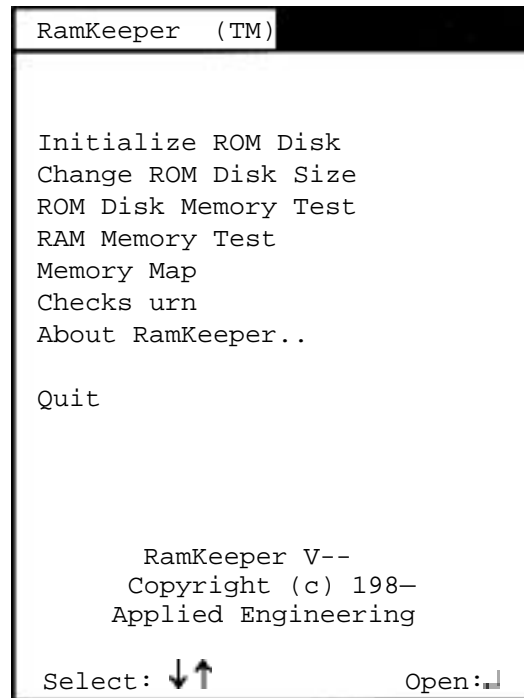 RamKeeper (TM)
Initialize ROM Disk
Change ROM Disk Size
ROM Disk Memory Test
RAM Memory Test
Memory Map
Checks urn
About RamKeeper..
Quit
RamKeeper V--
Copyright (c) 198—
Applied Engineering
Select: ↓↑ Open:↵